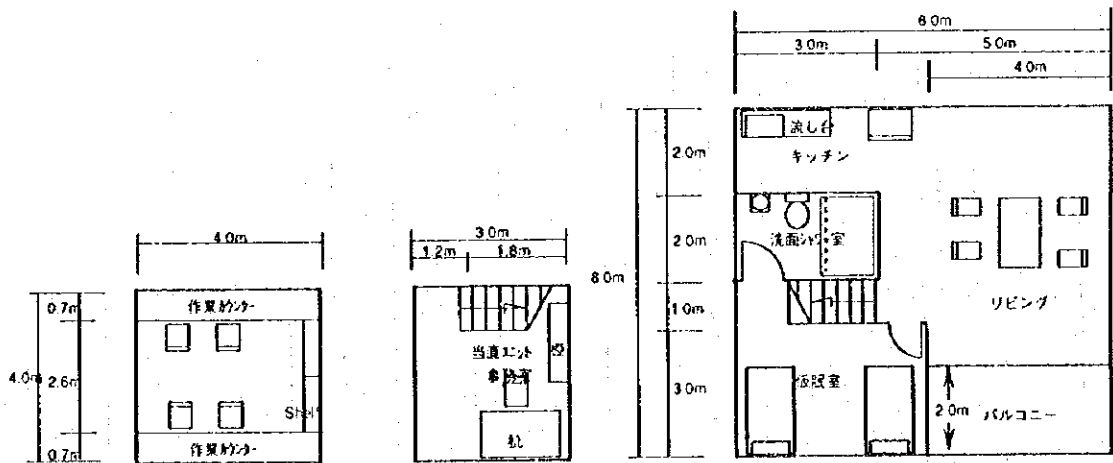 4.0m
0.7m
2.6m
0.7m
4.0m
作業カウンター
Shelf
作業カウンター
3.0m
1.2m
1.8m
当直ユニット
事務室
机
8.0m
3.0m
5.0m
4.0m
8.0m
2.0m
2.0m
1.0m
3.0m
流し台
キッチン
洗面シャワー室
リビング
仮眠室
2.0m
バルコニー